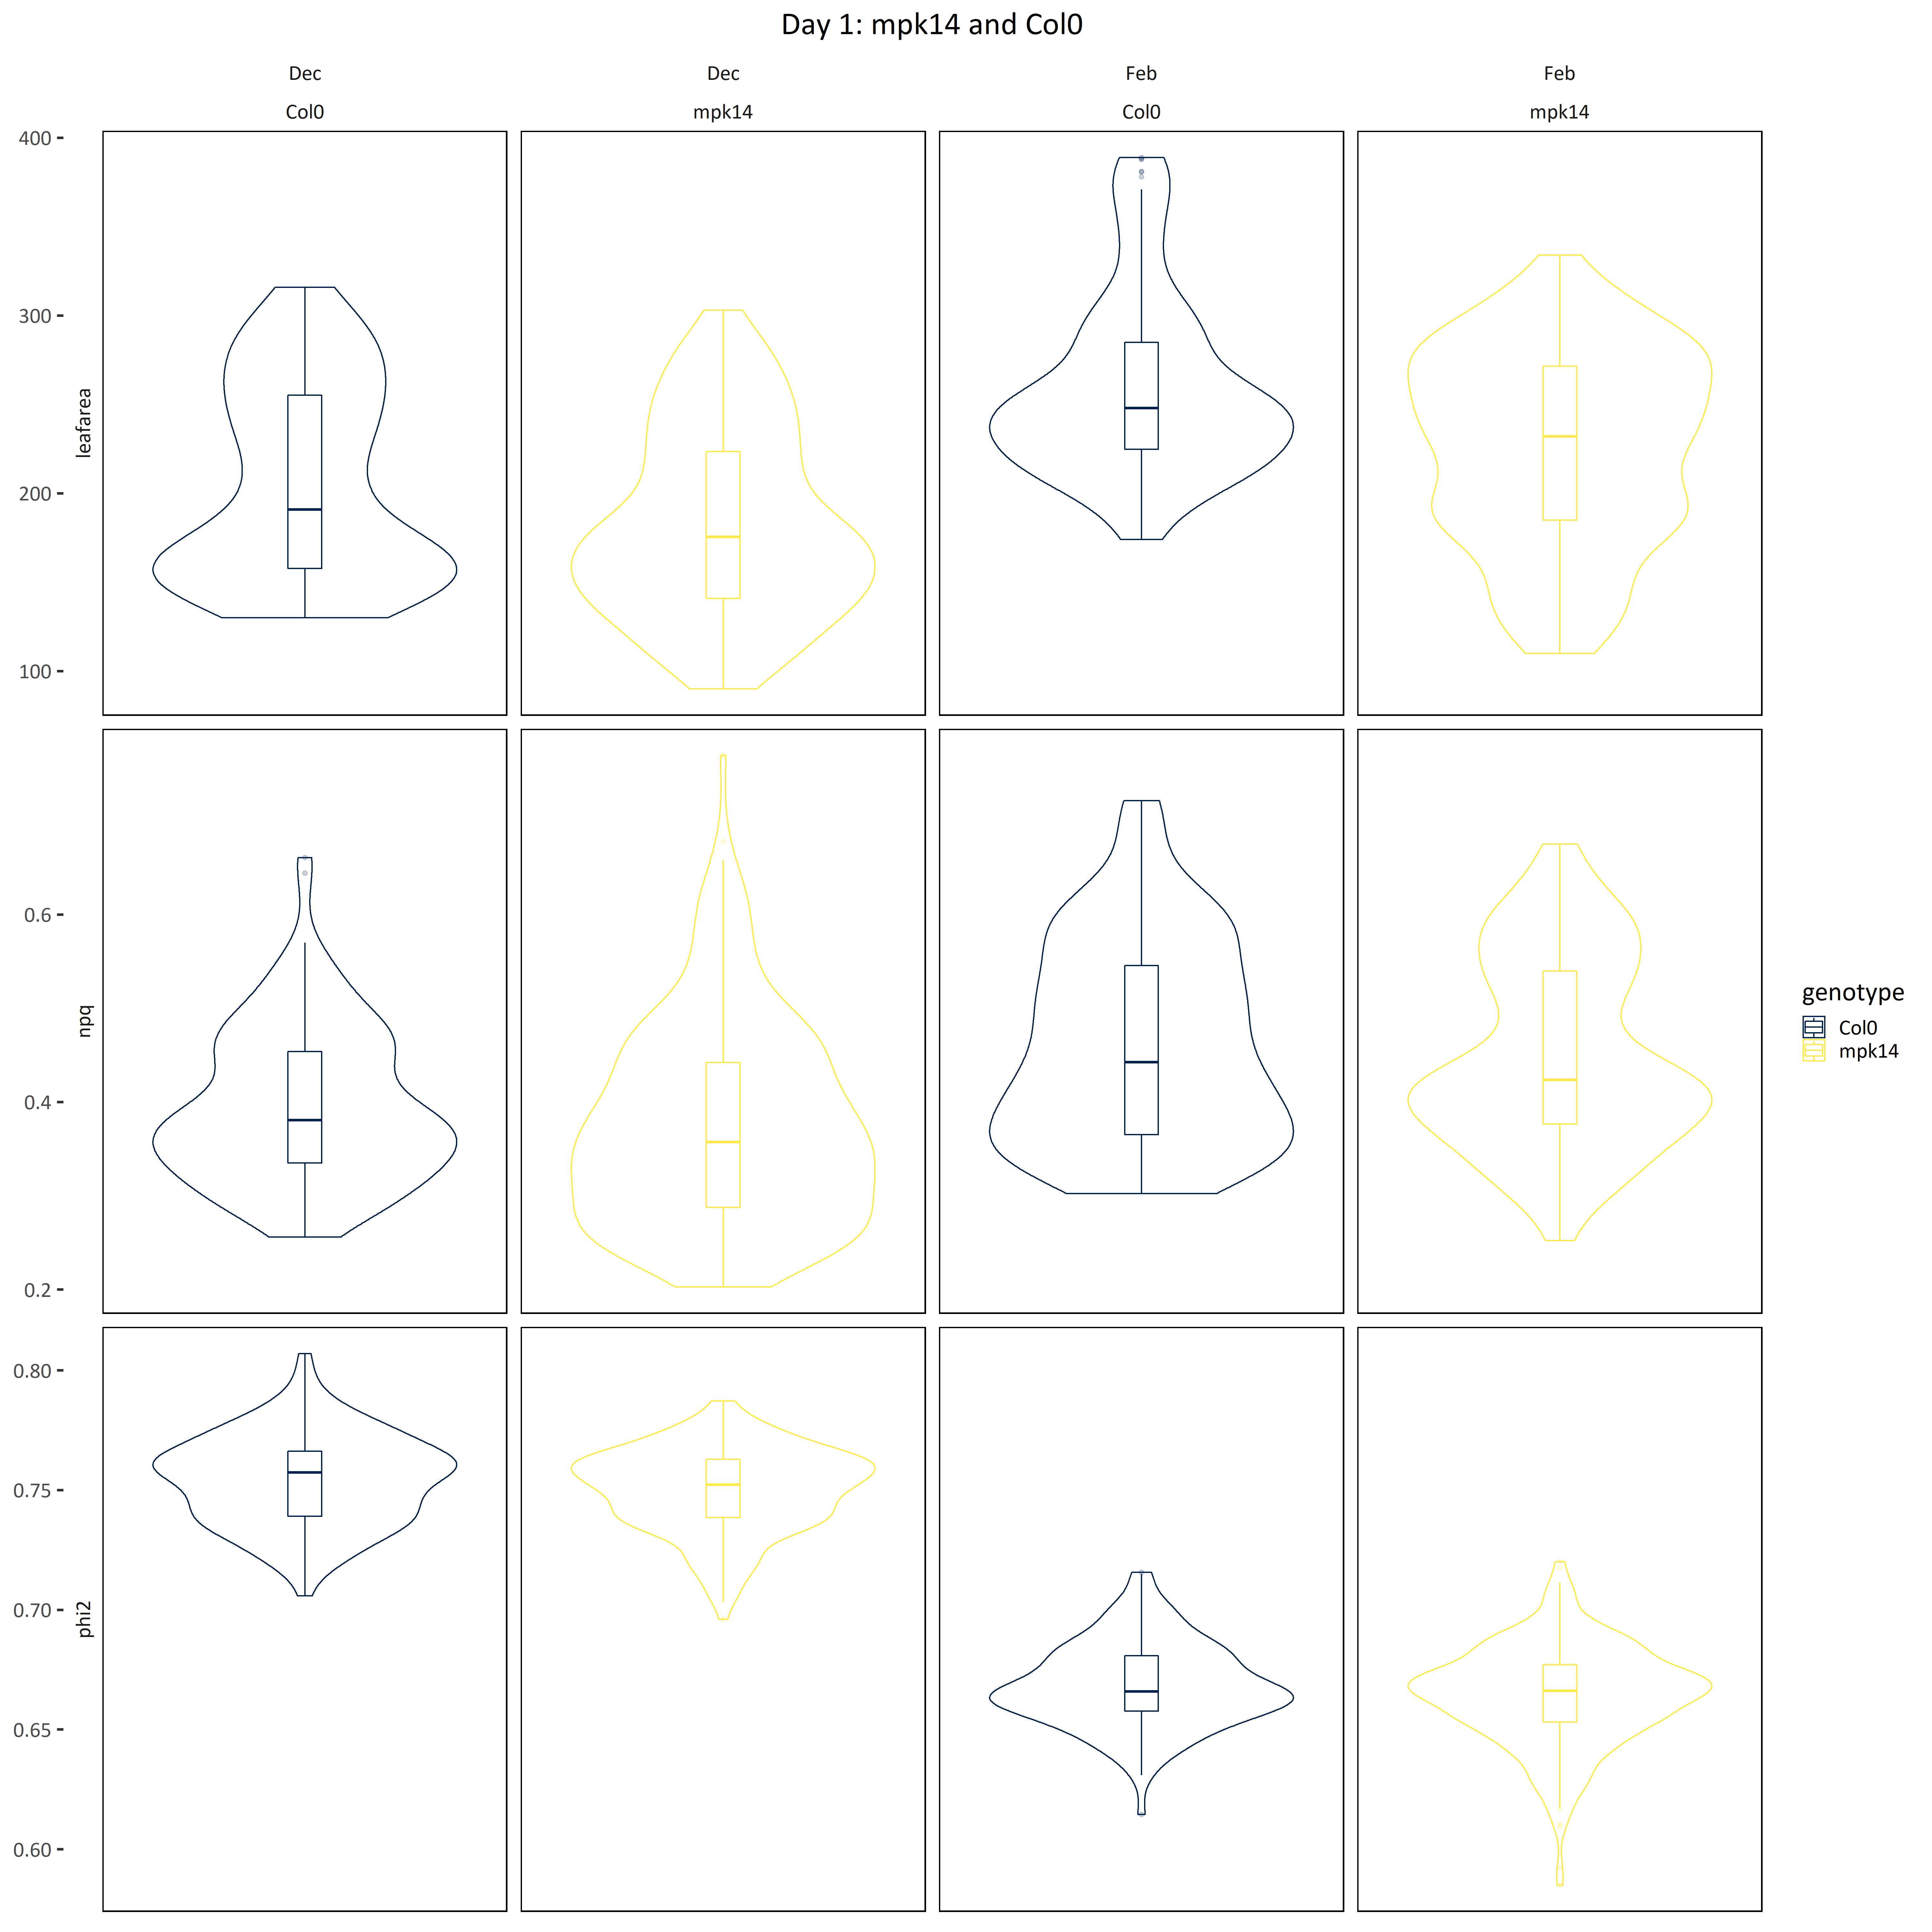 Day 1: mpk14 and Col0
Dec
Dec
Feb
Feb
Col0
mpk14
Col0
mpk14
400
300
200
100
leafarea
0.6
0.4
0.2
npq
0.80
0.75
0.70
0.65
0.60
phi2
genotype
Col0
mpk14